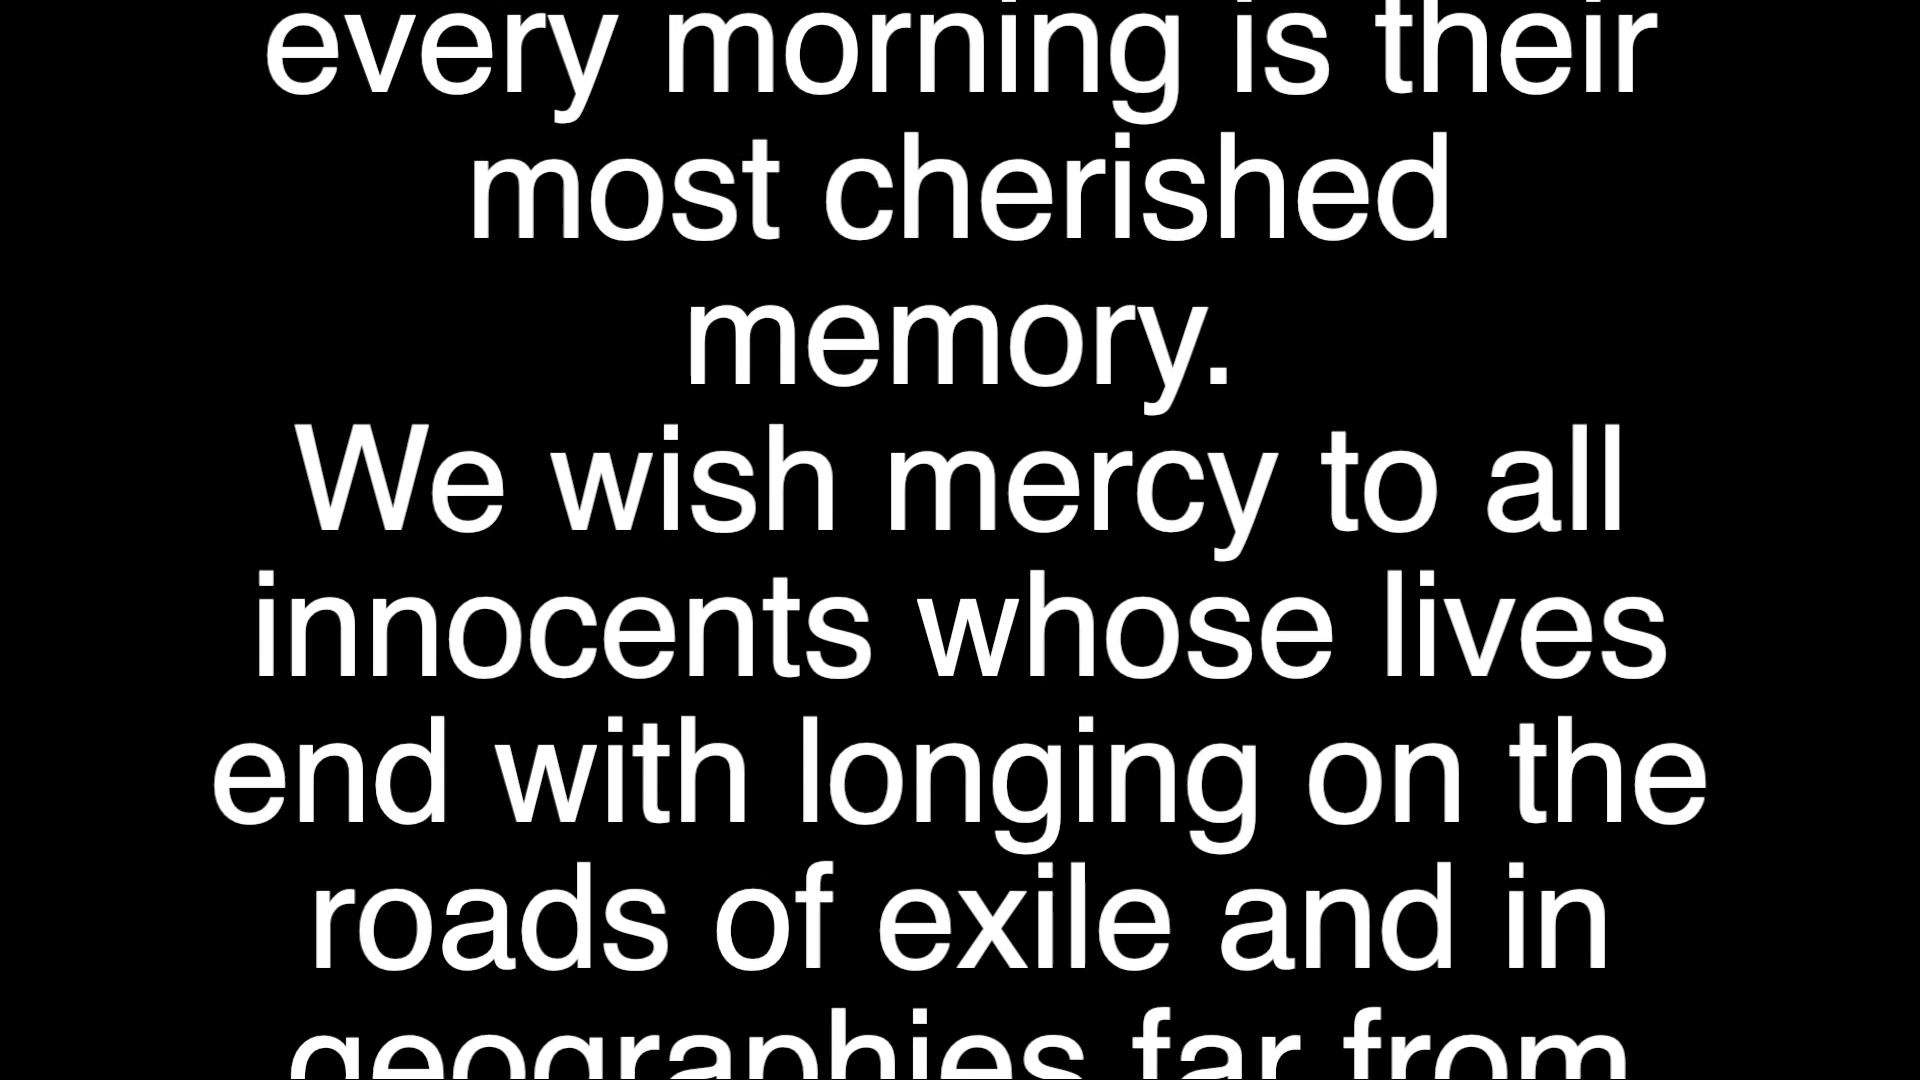 every morning is their
most cherished
memory.
We wish mercy to all
innocents whose lives
end with longing on the
roads of exile and in
geographies far from